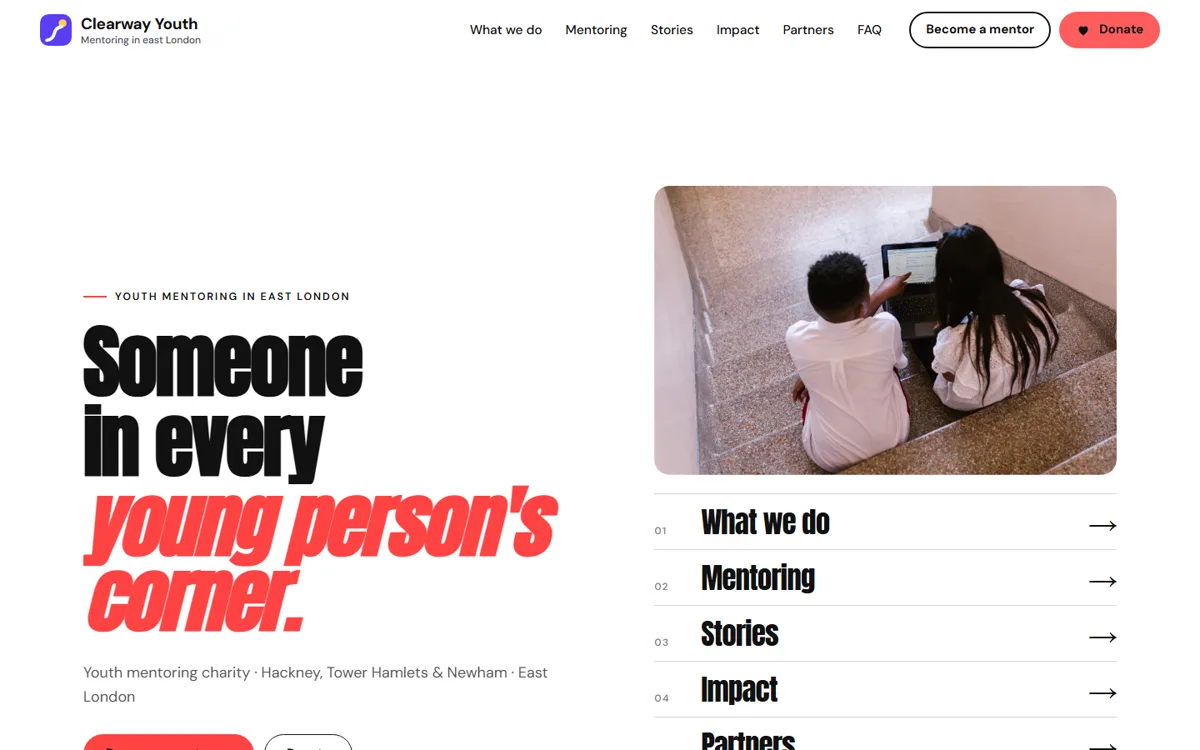 Clearway Youth
Mentoring in east London
What we do
Mentoring
Stories
Impact
Partners
FAQ
Become a mentor
Donate
YOUTH MENTORING IN EAST LONDON
Someone
in every
young person's
corner.
Youth mentoring charity · Hackney, Tower Hamlets & Newham · East
London
01 What we do →
02 Mentoring →
03 Stories →
04 Impact →
Partners →